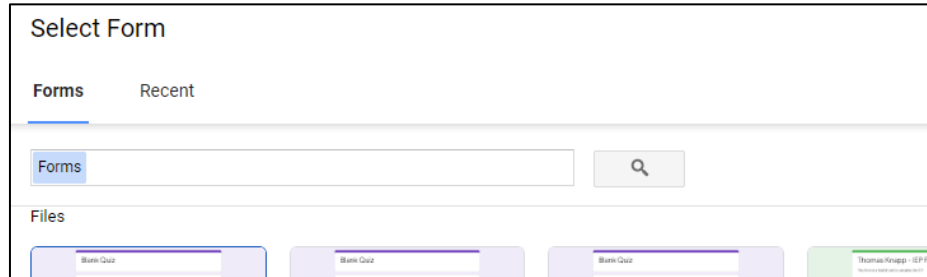 Select Form
Forms Recent
Forms
Files
Blank Quiz Blank Quiz Blank Quiz Thomas Knapp - IEP F